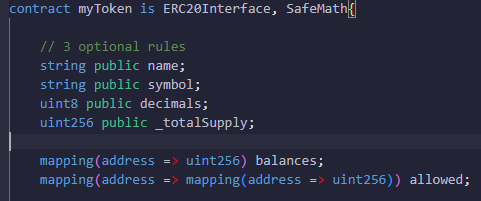 contract myToken is ERC20Interface, SafeMath{
// 3 optional rules
string public name;
string public symbol;
uint8 public decimals;
uint256 public _totalSupply;
mapping(address => uint256) balances;
mapping(address => mapping(address => uint256)) allowed;